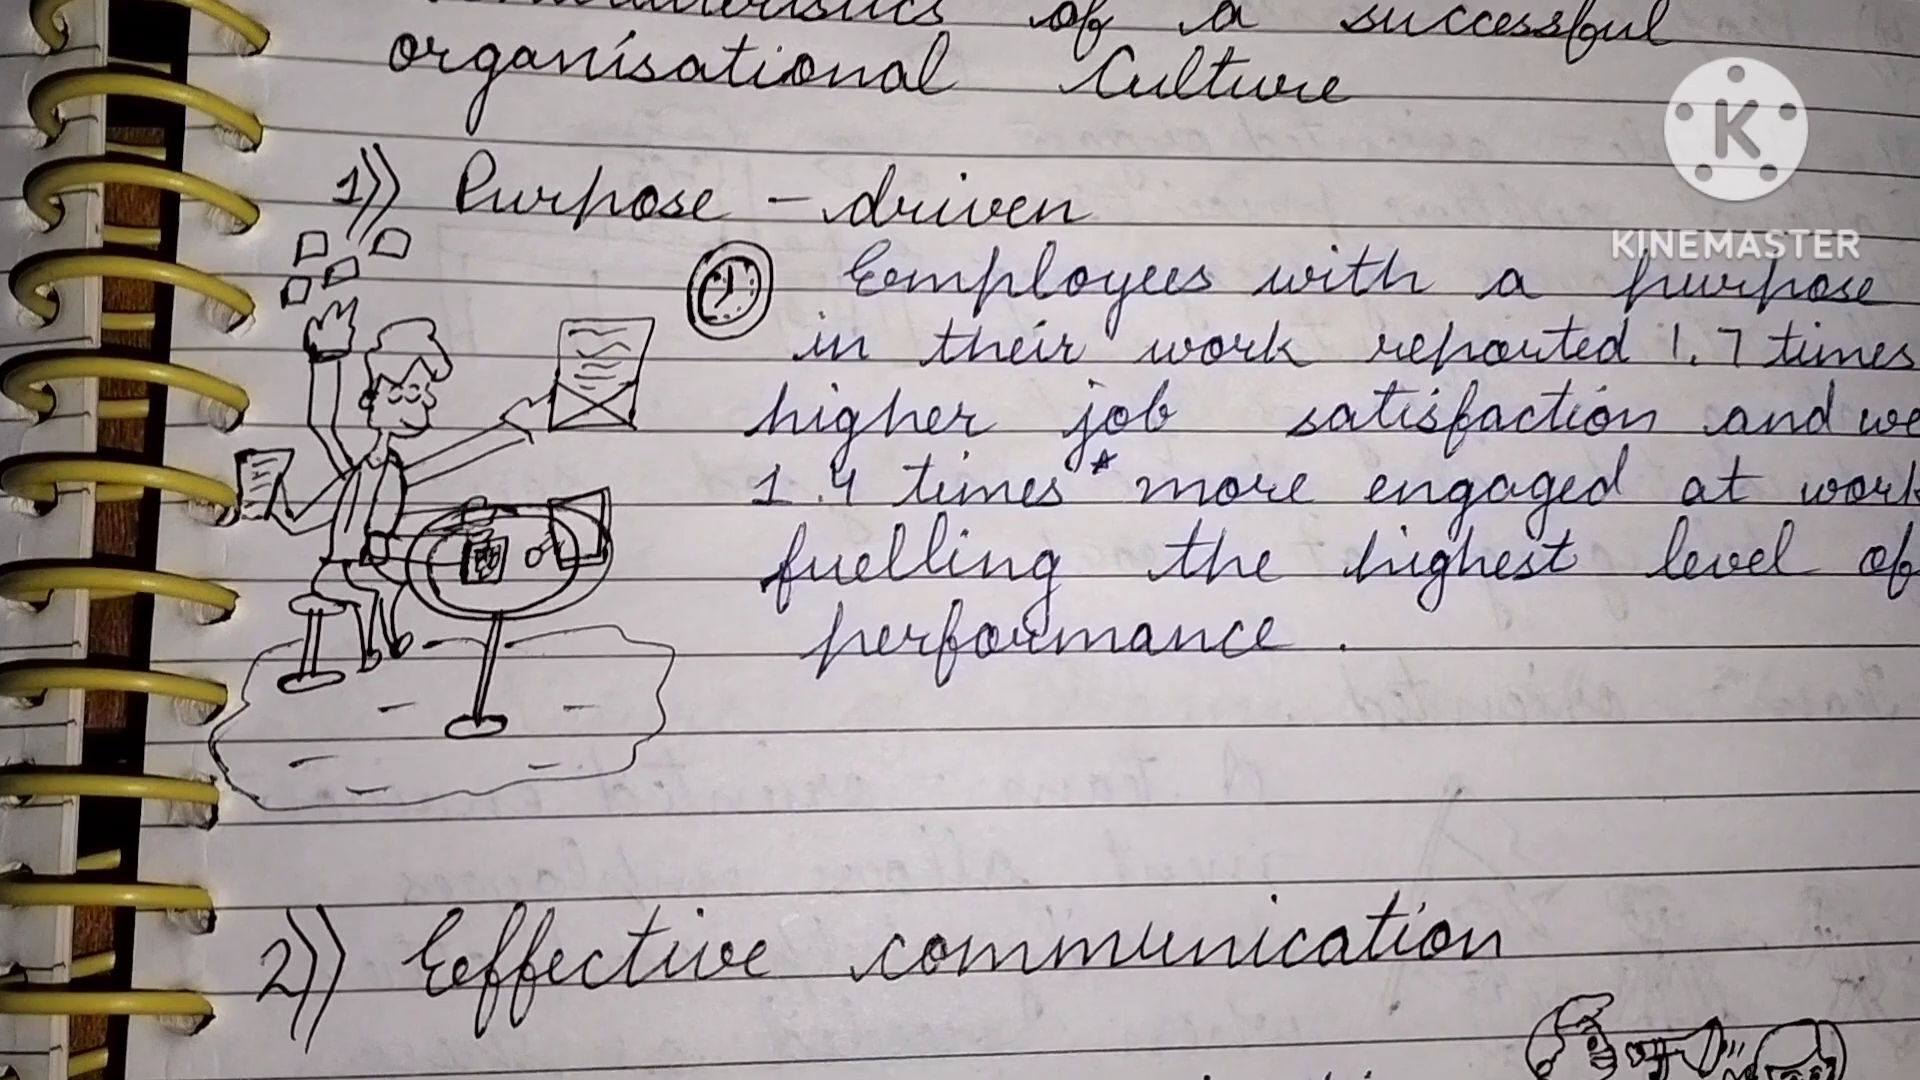 of a successful
organisational Culture
1)) Purpose - driven
Employees with a purpose
in their work reported 1.7 times
higher job satisfaction and we
1.4 times * more engaged at work
fuelling the highest level of
performance.
2)) Effective communication
K
KINEMASTER